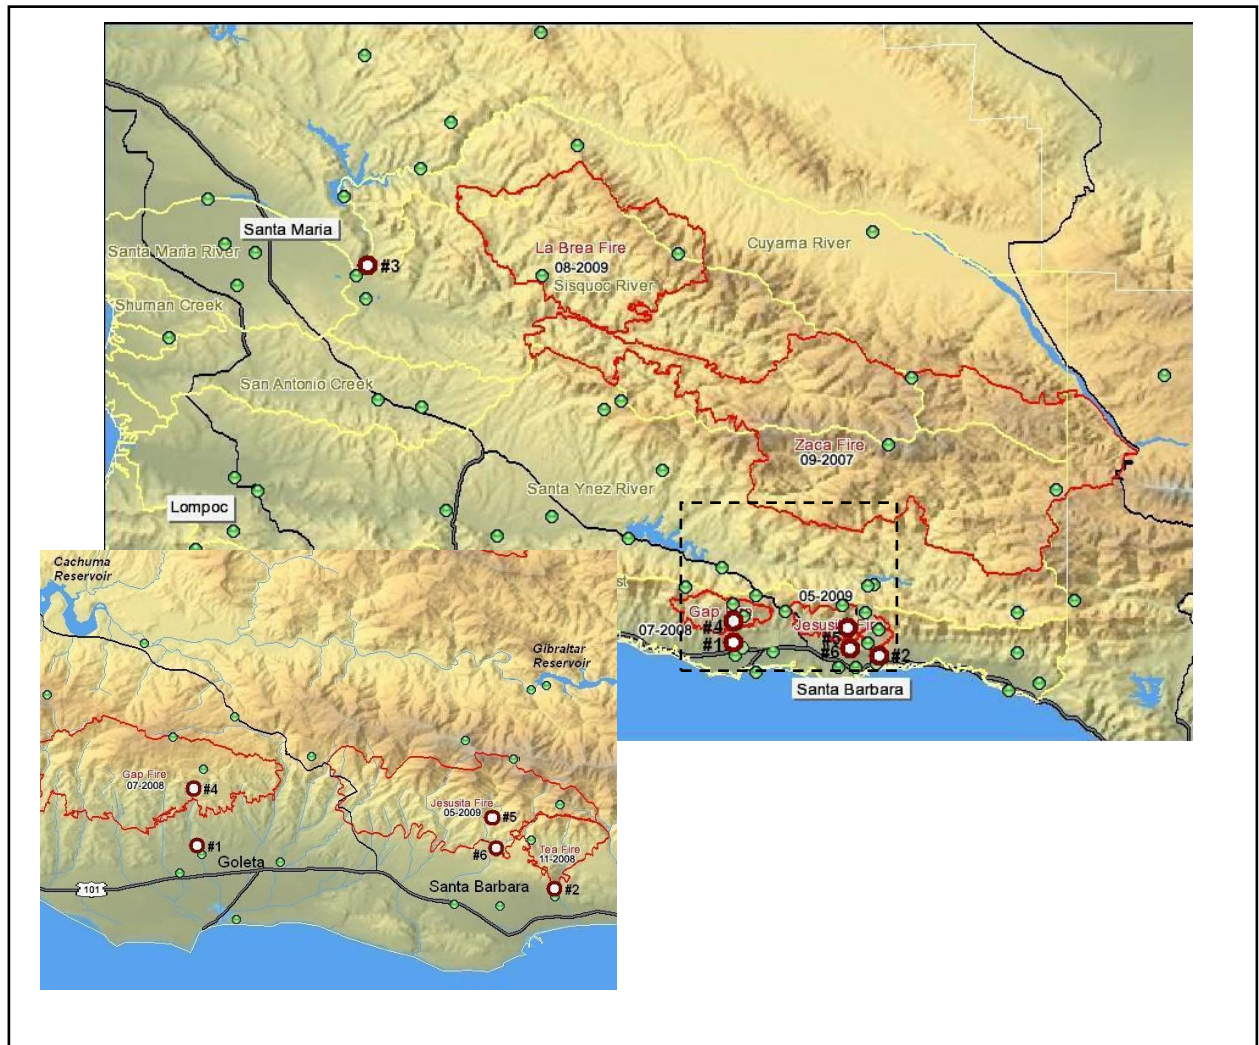 Santa Maria
Santa Maria River
#3
La Brea Fire
08-2009
Sisquoc River
Cuyama River
Shuman Creek
San Antonio Creek
Zaca Fire
09-2007
Santa Ynez River
Lompoc
05-2009
Gap
#4
07-2008
#1
Jesusita Fire
#5
#6
#2
Santa Barbara
Cachuma
Reservoir
Gibraltar
Reservoir
Gap Fire
07-2008
#4
Jesusita Fire
05-2009
#5
#1
#6
Tea Fire
11-2008
Goleta
Santa Barbara
#2
101